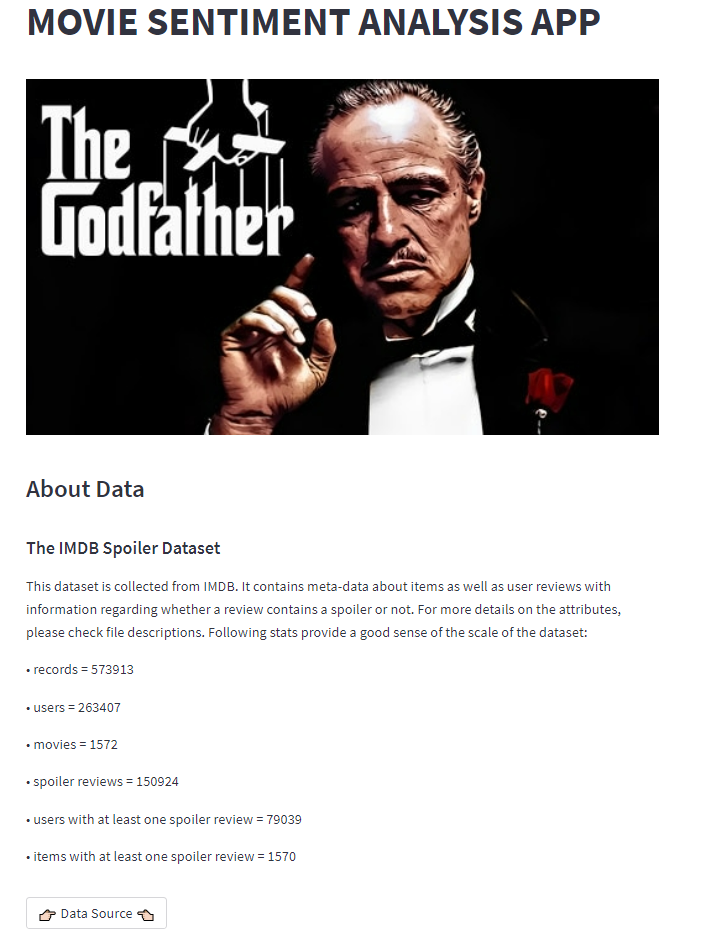 MOVIE SENTIMENT ANALYSIS APP
The
Godfather
About Data
The IMDB Spoiler Dataset
This dataset is collected from IMDB. It contains meta-data about items as well as user reviews with
information regarding whether a review contains a spoiler or not. For more details on the attributes,
please check file descriptions. Following stats provide a good sense of the scale of the dataset:
• records = 573913
• users = 263407
• movies = 1572
• spoiler reviews = 150924
• users with at least one spoiler review = 79039
• items with at least one spoiler review = 1570
👉 Data Source 👈